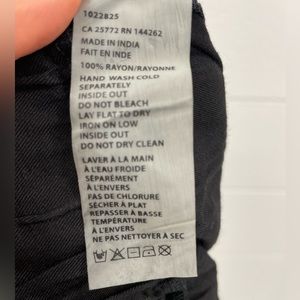 1022B25
CA 25772 RN 144262
MADE IN INDIA
FAIT EN INDE
100% RAYON/RAYONNE
HAND WASH COLD
SEPARATELY
INSIDE OUT
DO NOT BLEACH
LAY FLAT TO DRY
IRON ON LOW
INSIDE OUT
DO NOT DRY CLEAN
LAVER À LA MAIN
À L'EAU FROIDE
SÉPARÉMENT
À L'ENVERS
PAS DE CHLORURE
SÉCHER À PLAT
REPASSER À BASSE
TEMPÉRATURE
À L'ENVERS
NE PAS NETTOYER À SEC